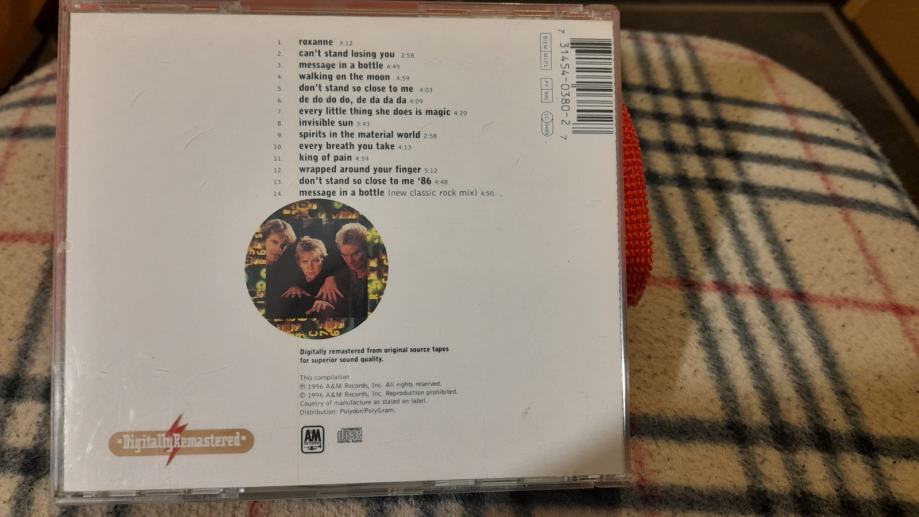 1. roxanne 3:12
2. can't stand losing you 2:58
3. message in a bottle 4:49
4. walking on the moon 4:59
5. don't stand so close to me 4:03
6. de do do do, de da da da 4:09
7. every little thing she does is magic 4:20
8. invisible sun 3:43
9. spirits in the material world 2:58
10. every breath you take 4:13
11. king of pain 4:59
12. wrapped around your finger 5:12
13. don't stand so close to me '86 4:48
14. message in a bottle (new classic rock mix) 4:50
7 31454-0380-2 7
Digitally remastered from original source tapes
for superior sound quality.
This compilation
℗ 1996 A&M Records, Inc. All rights reserved.
© 1996 A&M Records, Inc. Reproduction prohibited.
Country of manufacture as stated on label.
Distribution: Polydor/PolyGram.
Digitally Remastered
AM
COMPACT
disc
DIGITAL AUDIO